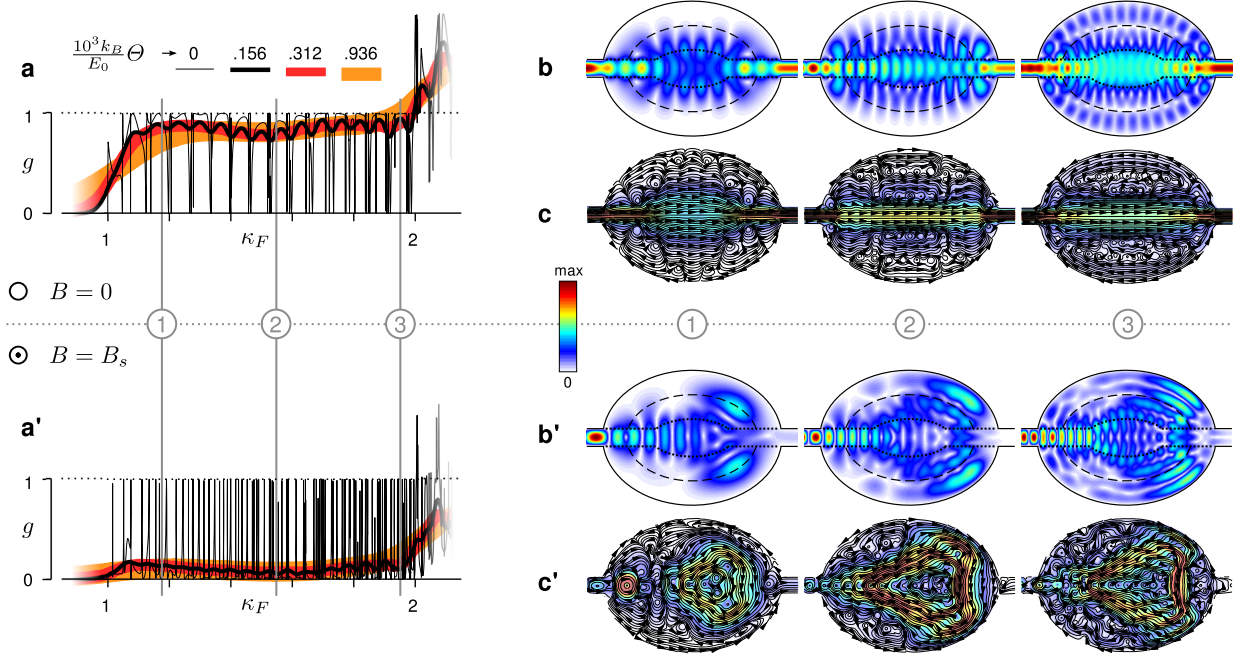 10³k_B/E₀ Θ → 0 .156 .312 .936
a
1
g
0
1 κ_F 2
B = 0
B = B_s
1 2 3
a'
1
g
0
1 κ_F 2
b
c
max
0
1 2 3
b'
c'